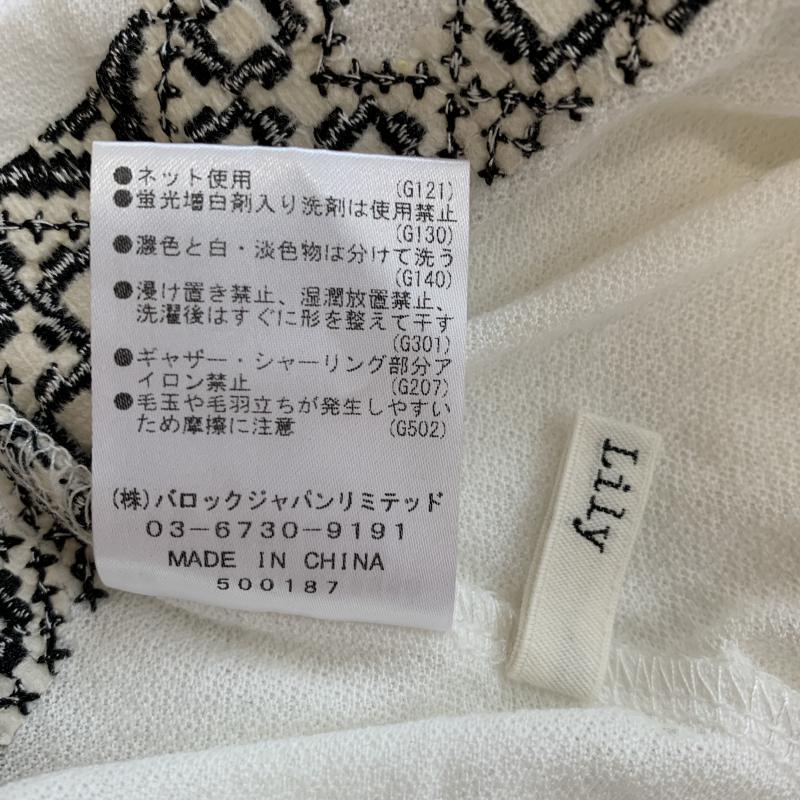 ●ネット使用 (G121)
●蛍光増白剤入り洗剤は使用禁止
(G130)
●濃色と白・淡色物は分けて洗う
(G140)
●浸け置き禁止、湿潤放置禁止、
洗濯後はすぐに形を整えて干す
(G301)
●ギャザー・シャーリング部分ア
イロン禁止 (G207)
●毛玉や毛羽立ちが発生しやすい
ため摩擦に注意 (G502)
(株)バロックジャパンリミテッド
03-6730-9191
MADE IN CHINA
500187
Lily